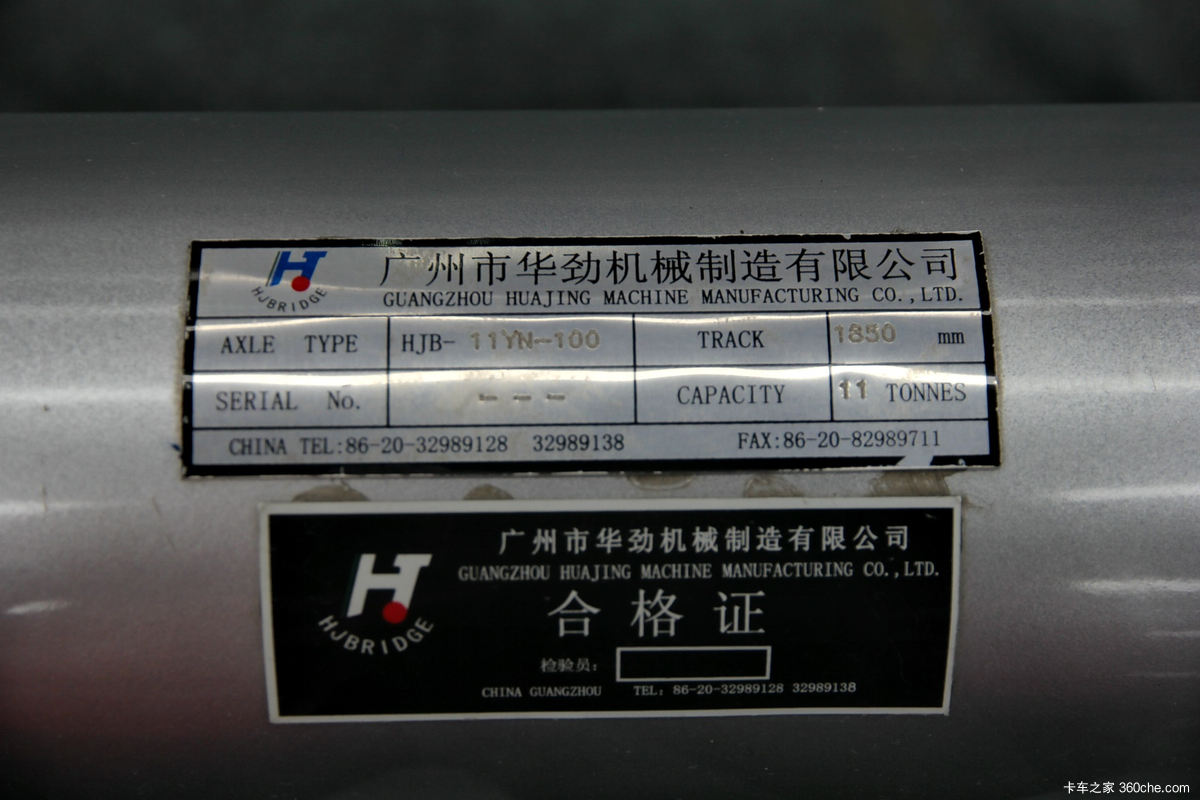 HJBRIDGE
广州市华劲机械制造有限公司
GUANGZHOU HUAJING MACHINE MANUFACTURING CO.,LTD.
AXLE TYPE HJB- 11YN-100 TRACK 1850 mm
SERIAL No. --- CAPACITY 11 TONNES
CHINA TEL:86-20-32989128 32989138 FAX:86-20-82989711
HJBRIDGE
广州市华劲机械制造有限公司
GUANGZHOU HUAJING MACHINE MANUFACTURING CO.,LTD.
合格证
检验员:
CHINA GUANGZHOU TEL: 86-20-32989128 32989138
卡车之家 360che.com